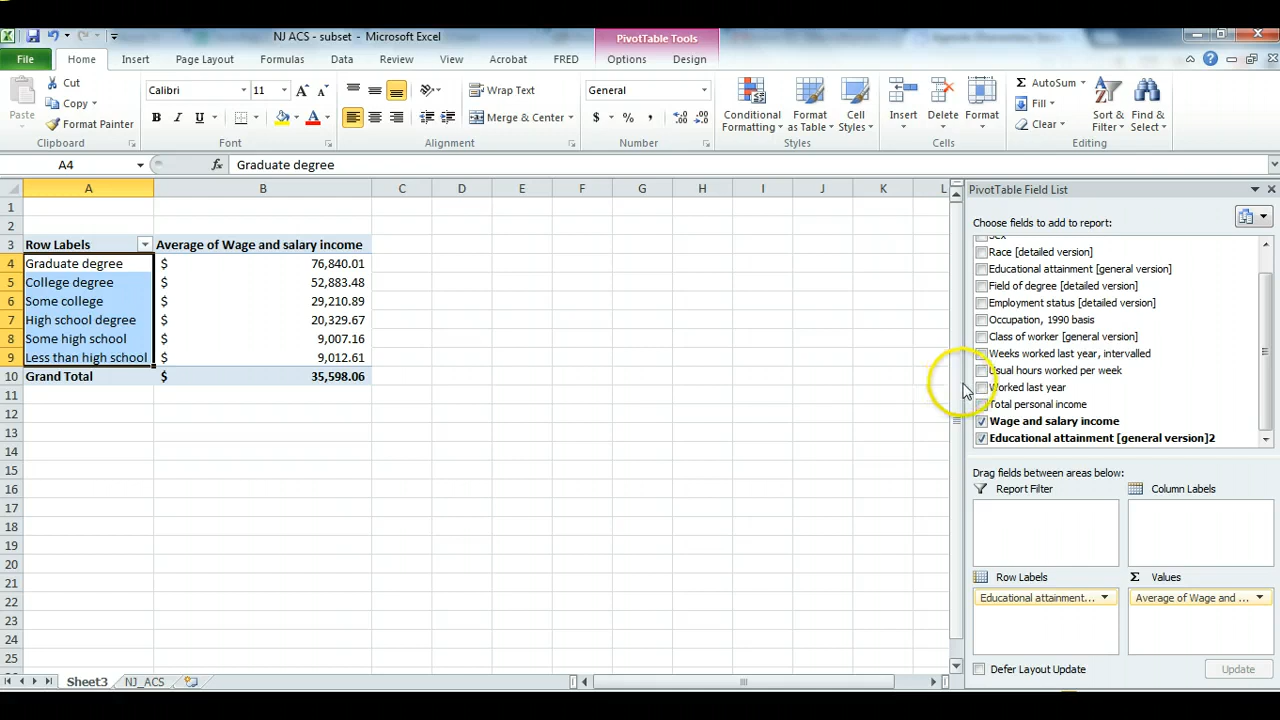 NJ ACS - subset - Microsoft Excel
PivotTable Tools
File Home Insert Page Layout Formulas Data Review View Acrobat FRED Options Design
Paste
Cut
Copy
Format Painter
Clipboard
Calibri 11
B I U
Font
Wrap Text
Merge & Center
Alignment
General
$ % ,
Number
Conditional Formatting
Format as Table
Cell Styles
Styles
Insert Delete Format
Cells
AutoSum
Fill
Clear
Sort & Filter
Find & Select
Editing
A4 fx Graduate degree
A B C D E F G H I J K L
1
2
3 Row Labels Average of Wage and salary income
4 Graduate degree $ 76,840.01
5 College degree $ 52,883.48
6 Some college $ 29,210.89
7 High school degree $ 20,329.67
8 Some high school $ 9,007.16
9 Less than high school $ 9,012.61
10 Grand Total $ 35,598.06
11
12
13
14
15
16
17
18
19
20
21
22
23
24
25
Sheet3 NJ_ACS
PivotTable Field List
Choose fields to add to report:
Sex
Race [detailed version]
Educational attainment [general version]
Field of degree [detailed version]
Employment status [detailed version]
Occupation, 1990 basis
Class of worker [general version]
Weeks worked last year, intervalled
Usual hours worked per week
Worked last year
Total personal income
Wage and salary income
Educational attainment [general version]2
Drag fields between areas below:
Report Filter Column Labels
Row Labels Σ Values
Educational attainment... Average of Wage and ...
Defer Layout Update Update